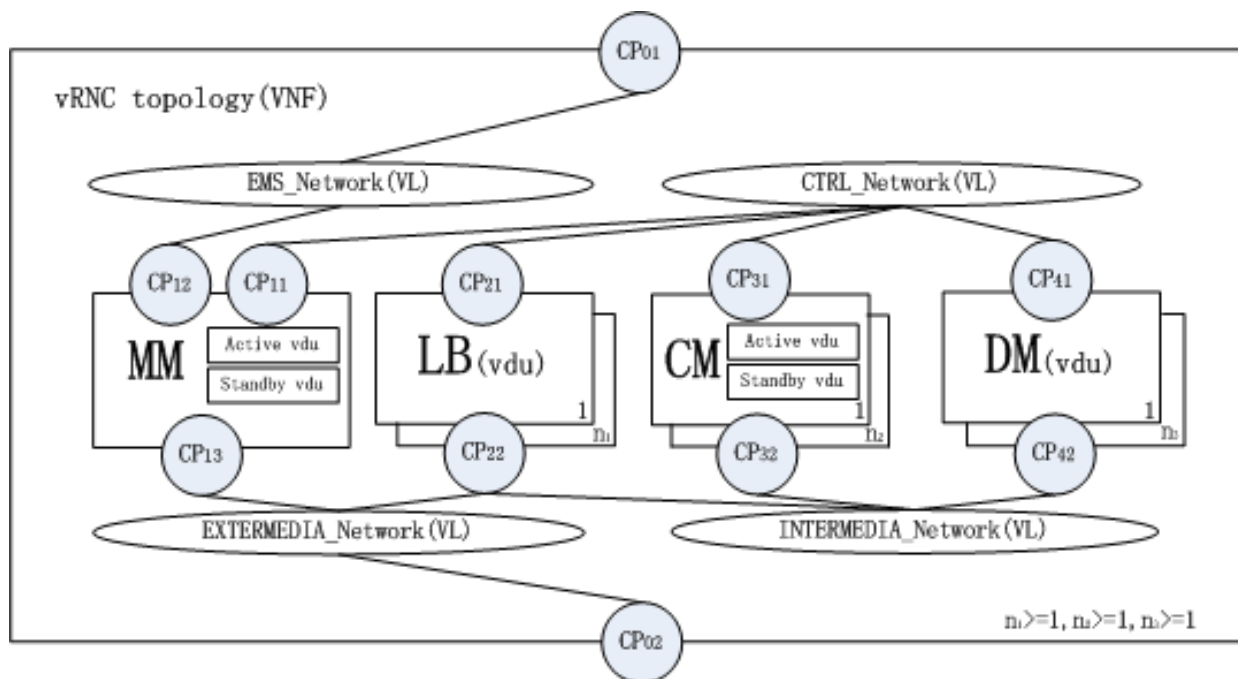 CP01
vRNC topology(VNF)
EMS_Network(VL)
CTRL_Network(VL)
CP12
CP11
CP21
CP31
CP41
MM
Active vdu
Standby vdu
LB(vdu)
1
n₁
CM
Active vdu
Standby vdu
1
n₂
DM(vdu)
1
n₃
CP13
CP22
CP32
CP42
EXTERMEDIA_Network(VL)
INTERMEDIA_Network(VL)
n₁>=1, n₂>=1, n₃>=1
CP02